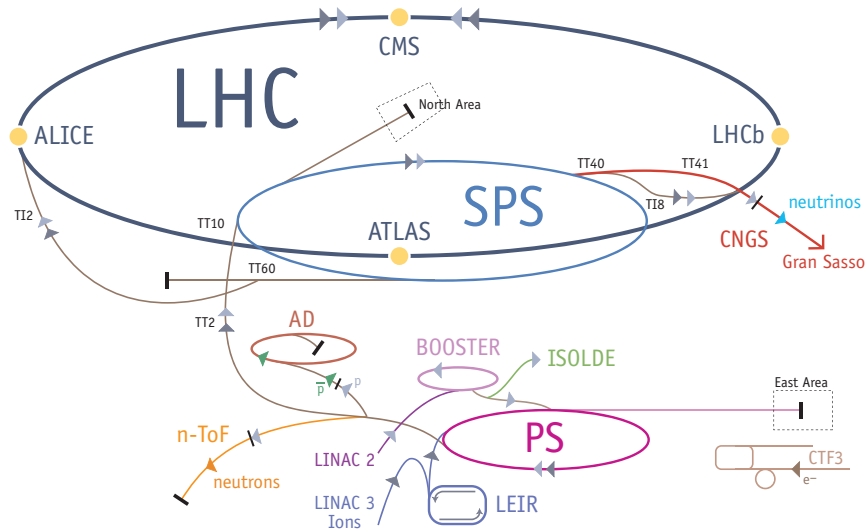 CMS
LHC
North Area
ALICE
LHCb
TT40
TT41
SPS
TI8
neutrinos
TI2
TT10
ATLAS
CNGS
Gran Sasso
TT60
TT2
AD
BOOSTER
ISOLDE
p
p̅
East Area
n-ToF
PS
LINAC 2
neutrons
CTF3
e⁻
LINAC 3
Ions
LEIR